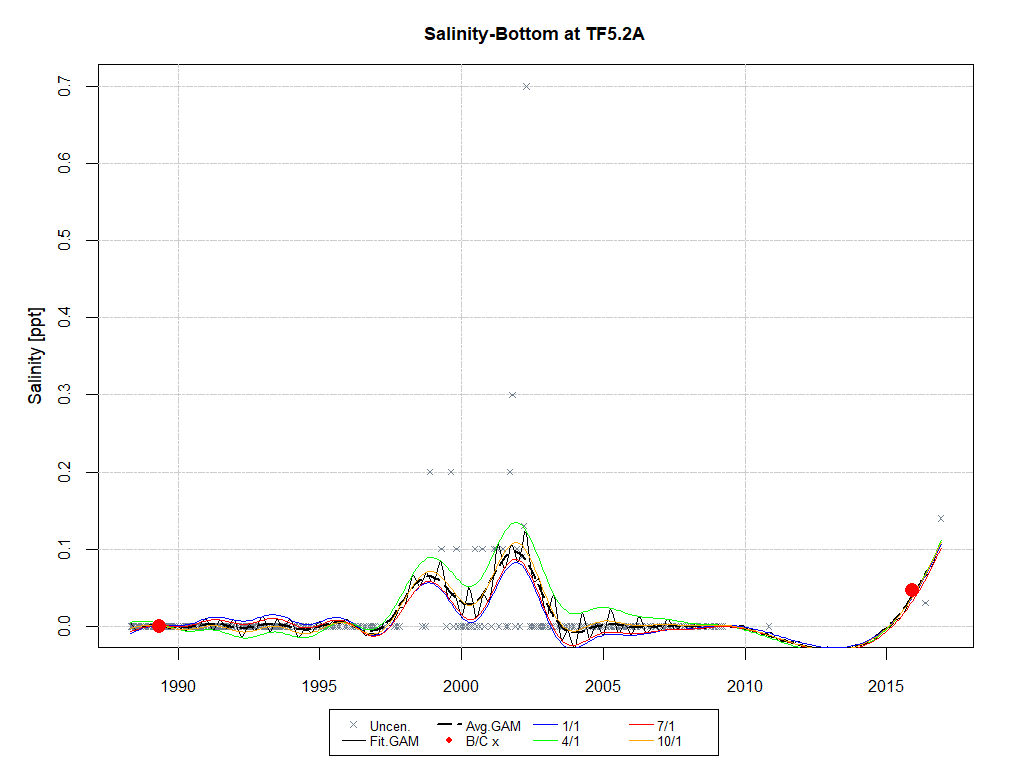 Salinity-Bottom at TF5.2A
Salinity [ppt]
0.7
0.6
0.5
0.4
0.3
0.2
0.1
0.0
1990 1995 2000 2005 2010 2015
Uncen. Avg.GAM 1/1 7/1
Fit.GAM B/C x 4/1 10/1